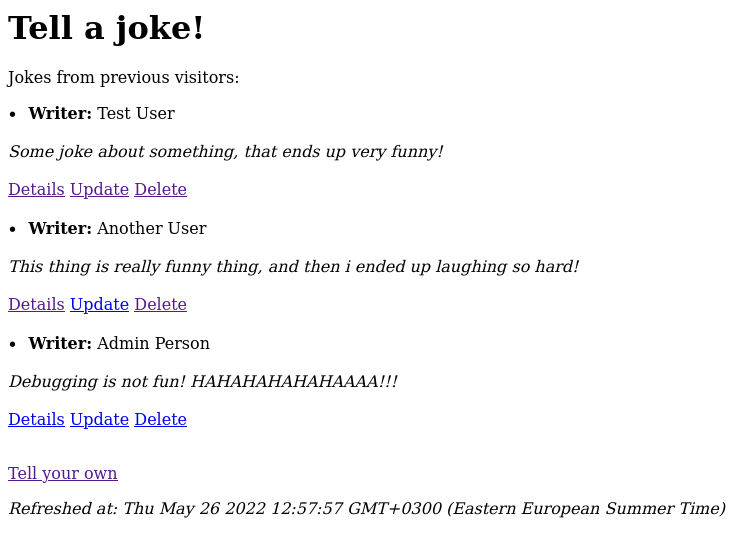 Tell a joke!
Jokes from previous visitors:
• Writer: Test User
Some joke about something, that ends up very funny!
Details Update Delete
• Writer: Another User
This thing is really funny thing, and then i ended up laughing so hard!
Details Update Delete
• Writer: Admin Person
Debugging is not fun! HAHAHAHAHAHAAAA!!!
Details Update Delete
Tell your own
Refreshed at: Thu May 26 2022 12:57:57 GMT+0300 (Eastern European Summer Time)